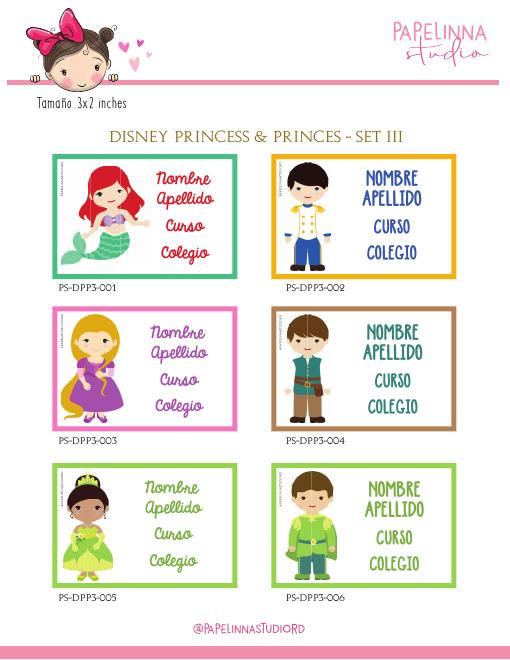 PAPELINNA
studio
Tamaño 3x2 inches
DISNEY PRINCESS & PRINCES - SET III
Nombre
Apellido
Curso
Colegio
PS-DPP3-001
NOMBRE
APELLIDO
CURSO
COLEGIO
PS-DPP3-002
Nombre
Apellido
Curso
Colegio
PS-DPP3-003
NOMBRE
APELLIDO
CURSO
COLEGIO
PS-DPP3-004
Nombre
Apellido
Curso
Colegio
PS-DPP3-005
NOMBRE
APELLIDO
CURSO
COLEGIO
PS-DPP3-006
@PAPELINNASTUDIORD